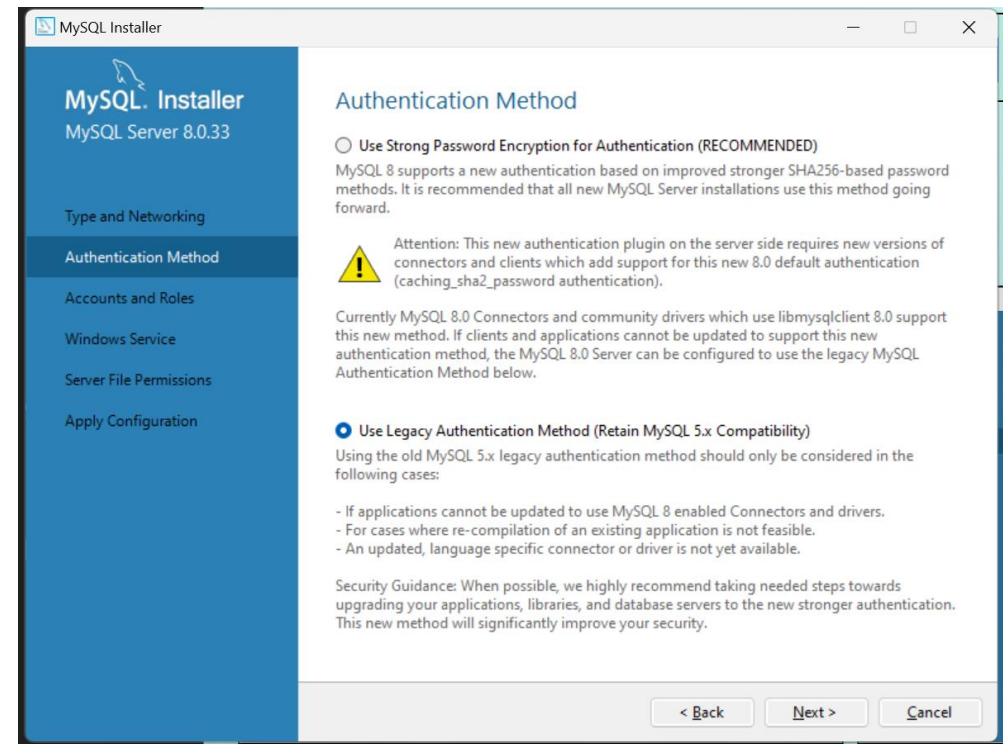 MySQL Installer
MySQL. Installer
MySQL Server 8.0.33
Type and Networking
Authentication Method
Accounts and Roles
Windows Service
Server File Permissions
Apply Configuration
Authentication Method
Use Strong Password Encryption for Authentication (RECOMMENDED)
MySQL 8 supports a new authentication based on improved stronger SHA256-based password
methods. It is recommended that all new MySQL Server installations use this method going
forward.
Attention: This new authentication plugin on the server side requires new versions of
connectors and clients which add support for this new 8.0 default authentication
(caching_sha2_password authentication).
Currently MySQL 8.0 Connectors and community drivers which use libmysqlclient 8.0 support
this new method. If clients and applications cannot be updated to support this new
authentication method, the MySQL 8.0 Server can be configured to use the legacy MySQL
Authentication Method below.
Use Legacy Authentication Method (Retain MySQL 5.x Compatibility)
Using the old MySQL 5.x legacy authentication method should only be considered in the
following cases:
- If applications cannot be updated to use MySQL 8 enabled Connectors and drivers.
- For cases where re-compilation of an existing application is not feasible.
- An updated, language specific connector or driver is not yet available.
Security Guidance: When possible, we highly recommend taking needed steps towards
upgrading your applications, libraries, and database servers to the new stronger authentication.
This new method will significantly improve your security.
< Back
Next >
Cancel